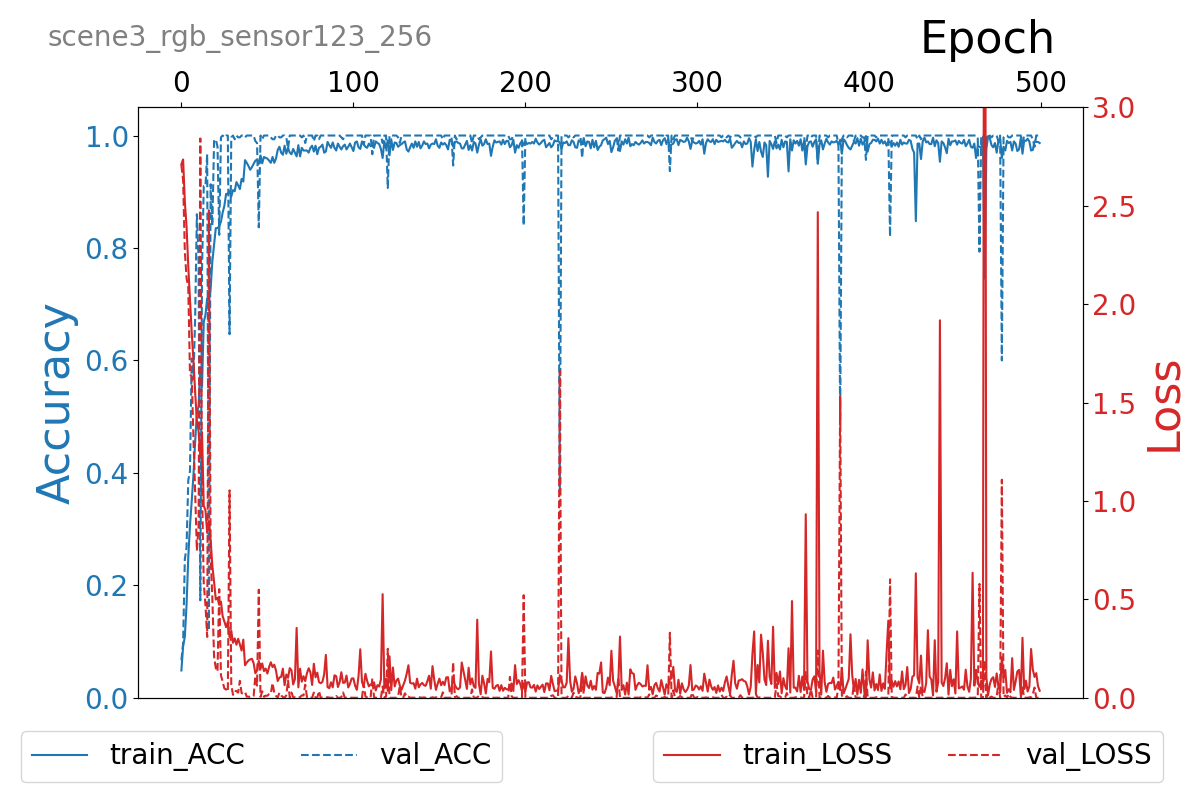 scene3_rgb_sensor123_256
Epoch
0 100 200 300 400 500
1.0 3.0
0.8 2.5
0.6 2.0
0.4 1.5
0.2 1.0
0.0 0.5
0.0
Accuracy
Loss
train_ACC val_ACC train_LOSS val_LOSS